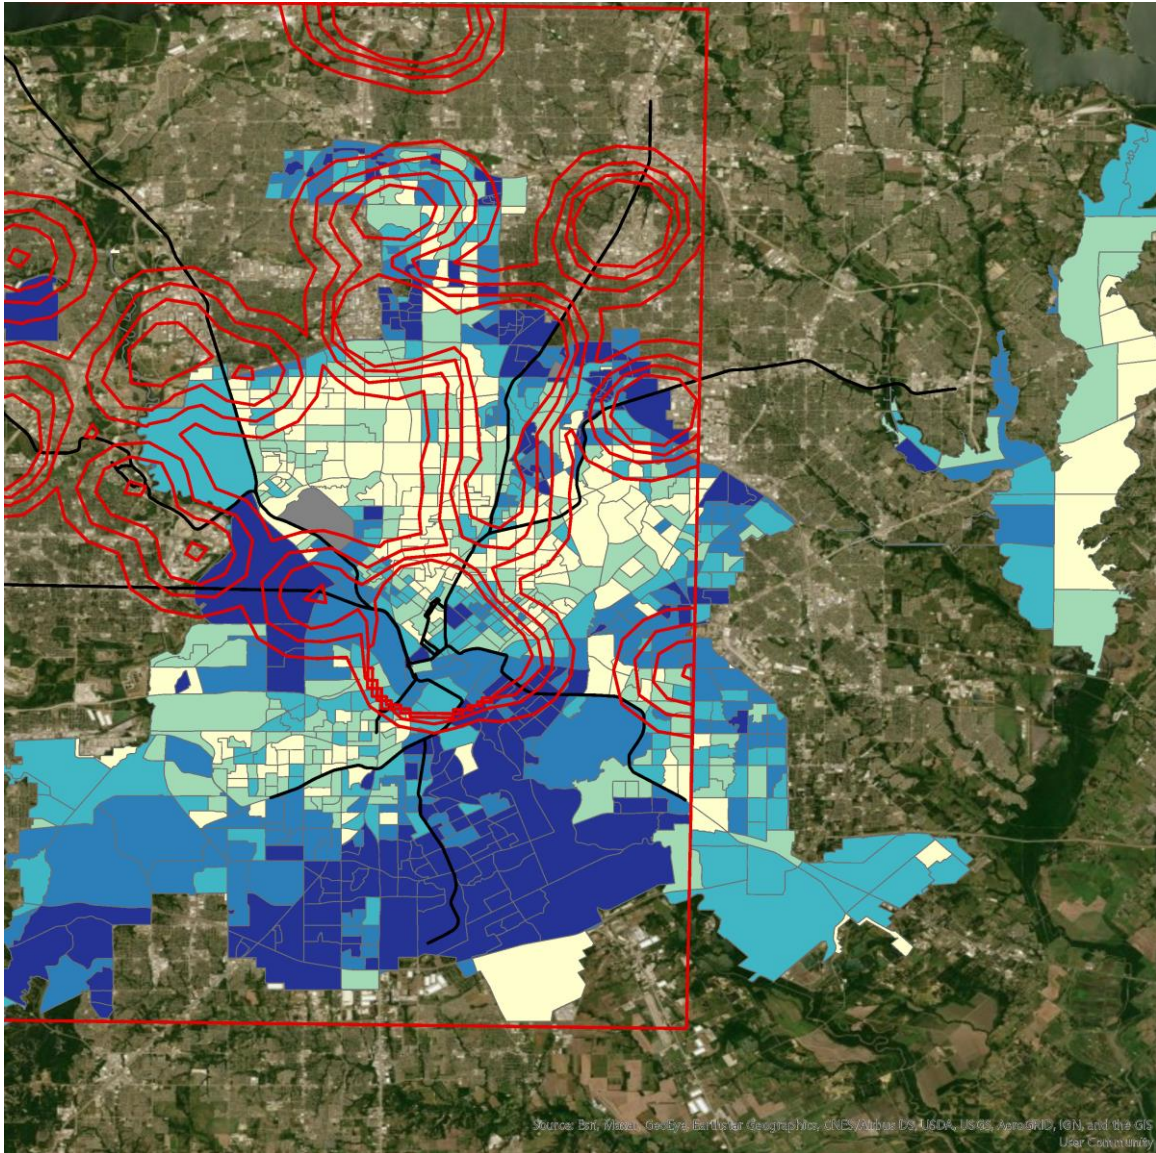 Source: Esri, Maxar, GeoEye, Earthstar Geographics, CNES/Airbus DS, USDA, USGS, AeroGRID, IGN, and the GIS
User Community